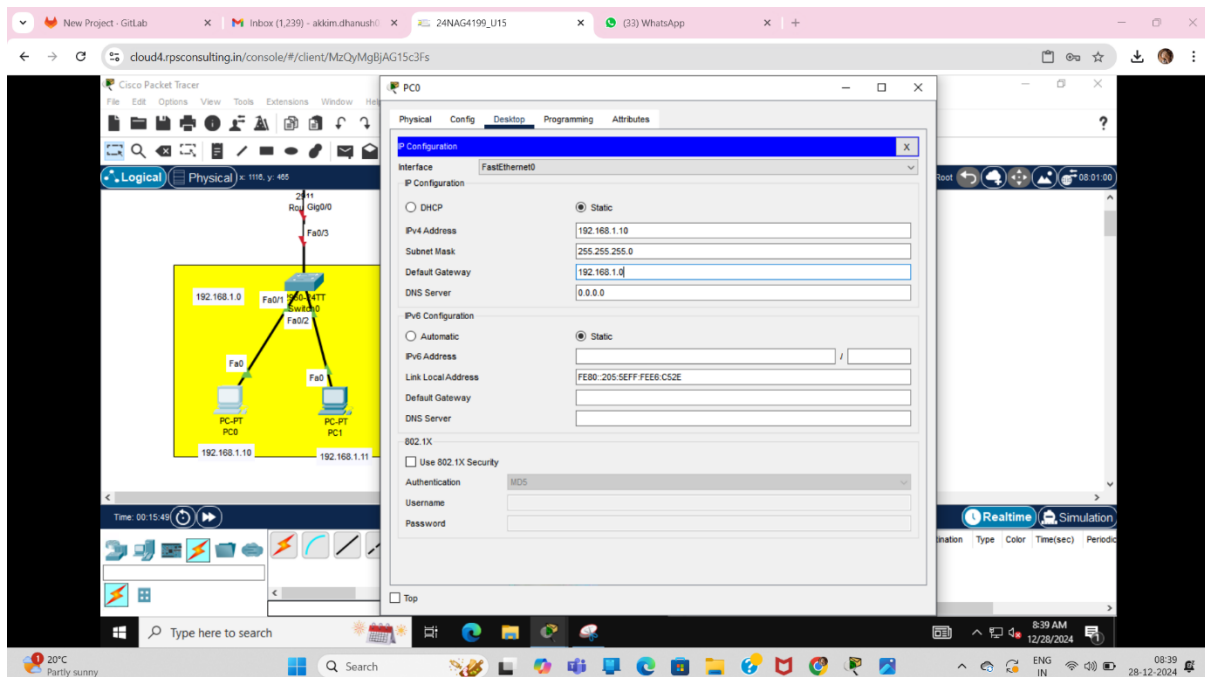 New Project - GitLab
Inbox (1,239) - akkim.dhanush
24NAG4199_U15
(33) WhatsApp
cloud4.rpsconsulting.in/console/#/client/MzQyMgBjAG15c3Fs
Cisco Packet Tracer
File Edit Options View Tools Extensions Window Hel
Logical
Physical
x: 1116, y: 465
Root
08:01:00
PC0
Physical Config Desktop Programming Attributes
IP Configuration
X
Interface FastEthernet0
IP Configuration
DHCP Static
IPv4 Address 192.168.1.10
Subnet Mask 255.255.255.0
Default Gateway 192.168.1.0
DNS Server 0.0.0.0
IPv6 Configuration
Automatic Static
IPv6 Address /
Link Local Address FE80::205:5EFF:FEE6:C52E
Default Gateway
DNS Server
802.1X
Use 802.1X Security
Authentication MD5
Username
Password
Top
Gig0/0
Fa0/3
192.168.1.0
Fa0/1
Switch0
Fa0/2
Fa0
Fa0
PC-PT
PC0
PC-PT
PC1
192.168.1.10
192.168.1.11
Time: 00:15:49
Realtime
Simulation
ination Type Color Time(sec) Periodic
?
Type here to search
8:39 AM
12/28/2024
20°C
Partly sunny
1
Search
ENG
IN
08:39
28-12-2024